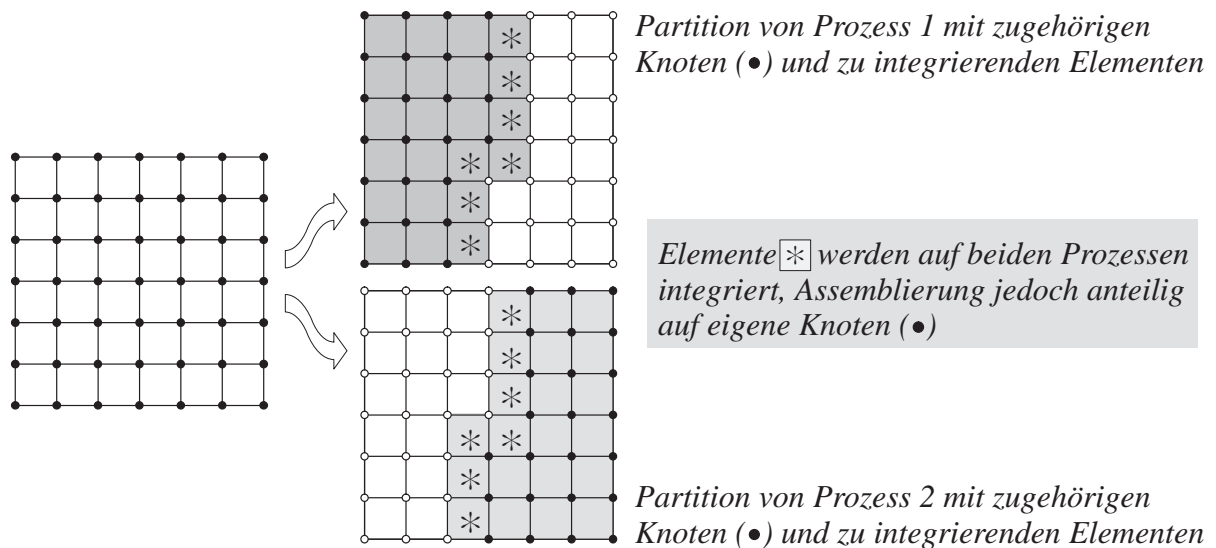 Partition von Prozess 1 mit zugehörigen
Knoten (•) und zu integrierenden Elementen
*
*
*
* *
*
*
Elemente * werden auf beiden Prozessen
integriert, Assemblierung jedoch anteilig
auf eigene Knoten (•)
*
*
*
* *
*
*
Partition von Prozess 2 mit zugehörigen
Knoten (•) und zu integrierenden Elementen